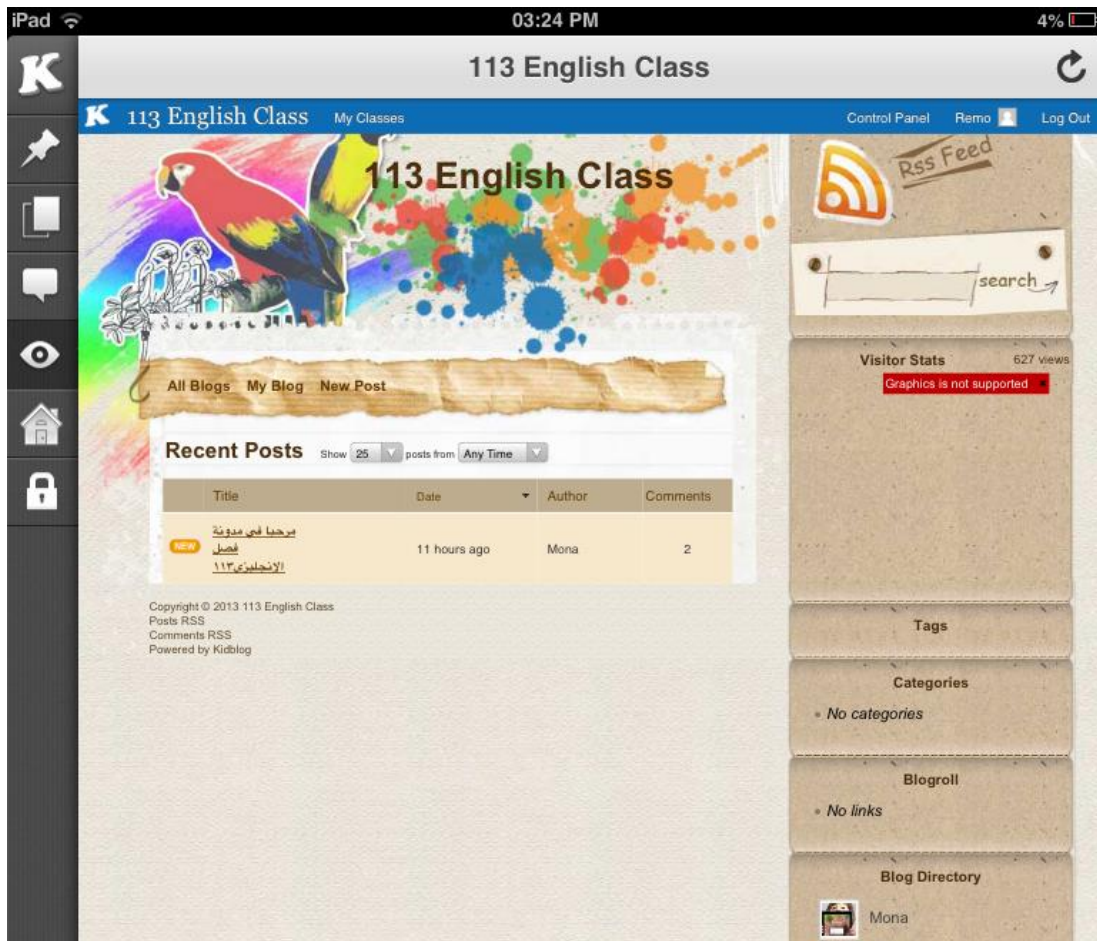 iPad 03:24 PM 4%
113 English Class
K 113 English Class My Classes Control Panel Remo Log Out
113 English Class
Rss Feed
search
All Blogs My Blog New Post
Visitor Stats 627 views
Graphics is not supported
Recent Posts Show 25 posts from Any Time
Title Date Author Comments
NEW مرحبا في مدونة
فصل
الإنجليزي١١٣
11 hours ago Mona 2
Copyright © 2013 113 English Class
Posts RSS
Comments RSS
Powered by Kidblog
Tags
Categories
No categories
Blogroll
No links
Blog Directory
Mona